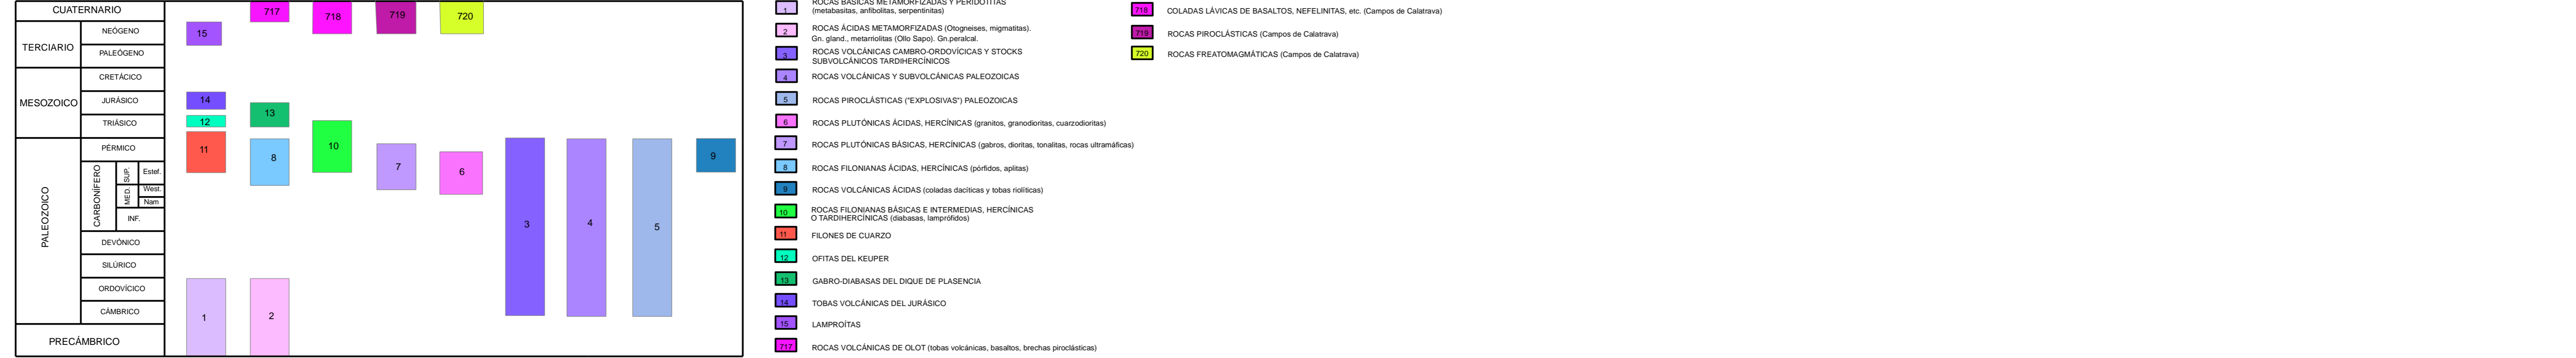 CUATERNARIO
TERCIARIO
NEÓGENO
PALEÓGENO
MESOZOICO
CRETÁCICO
JURÁSICO
TRIÁSICO
PALEOZOICO
PÉRMICO
CARBONÍFERO
SUP.
Estef.
MED.
West.
Nam
INF.
DEVÓNICO
SILÚRICO
ORDOVÍCICO
CÁMBRICO
PRECÁMBRICO
717
718
719
720
15
14
13
12
11
8
10
7
6
3
4
5
9
1
2
1
ROCAS BÁSICAS METAMORFIZADAS Y PERIDOTITAS
(metabasitas, anfibolitas, serpentinitas)
2
ROCAS ÁCIDAS METAMORFIZADAS (Otogneises, migmatitas).
Gn. gland., metarriolitas (Ollo Sapo). Gn.peralcal.
3
ROCAS VOLCÁNICAS CAMBRO-ORDOVÍCICAS Y STOCKS
SUBVOLCÁNICOS TARDIHERCÍNICOS
4
ROCAS VOLCÁNICAS Y SUBVOLCÁNICAS PALEOZOICAS
5
ROCAS PIROCLÁSTICAS ("EXPLOSIVAS") PALEOZOICAS
6
ROCAS PLUTÓNICAS ÁCIDAS, HERCÍNICAS (granitos, granodioritas, cuarzodioritas)
7
ROCAS PLUTÓNICAS BÁSICAS, HERCÍNICAS (gabros, dioritas, tonalitas, rocas ultramáficas)
8
ROCAS FILONIANAS ÁCIDAS, HERCÍNICAS (pórfidos, aplitas)
9
ROCAS VOLCÁNICAS ÁCIDAS (coladas dacíticas y tobas riolíticas)
10
ROCAS FILONIANAS BÁSICAS E INTERMEDIAS, HERCÍNICAS
O TARDIHERCÍNICAS (diabasas, lamprófidos)
11
FILONES DE CUARZO
12
OFITAS DEL KEUPER
13
GABRO-DIABASAS DEL DIQUE DE PLASENCIA
14
TOBAS VOLCÁNICAS DEL JURÁSICO
15
LAMPROÍTAS
717
ROCAS VOLCÁNICAS DE OLOT (tobas volcánicas, basaltos, brechas piroclásticas)
718
COLADAS LÁVICAS DE BASALTOS, NEFELINITAS, etc. (Campos de Calatrava)
719
ROCAS PIROCLÁSTICAS (Campos de Calatrava)
720
ROCAS FREATOMAGMÁTICAS (Campos de Calatrava)